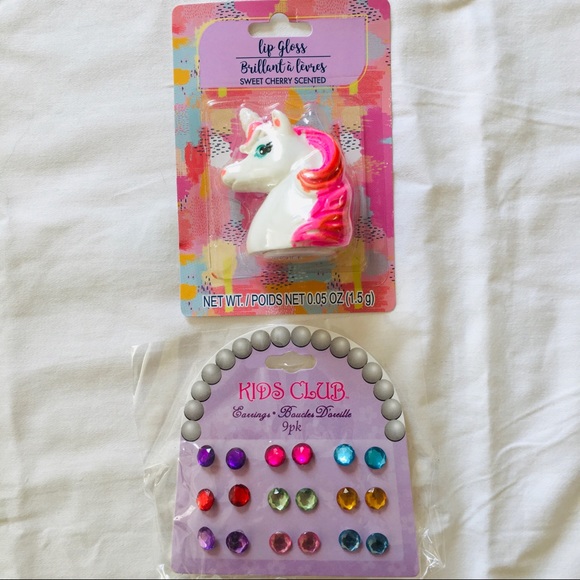 lip Gloss
Brillant à lèvres
SWEET CHERRY SCENTED
NET WT. / POIDS NET 0.05 OZ (1.5 g)
KIDS CLUB™
Earrings • Boucles D'oreille
9pk